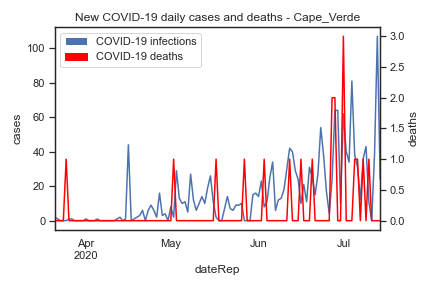 New COVID-19 daily cases and deaths - Cape_Verde
COVID-19 infections
COVID-19 deaths
100
80
60
40
20
0
cases
3.0
2.5
2.0
1.5
1.0
0.5
0.0
deaths
Apr
2020
May
Jun
Jul
dateRep